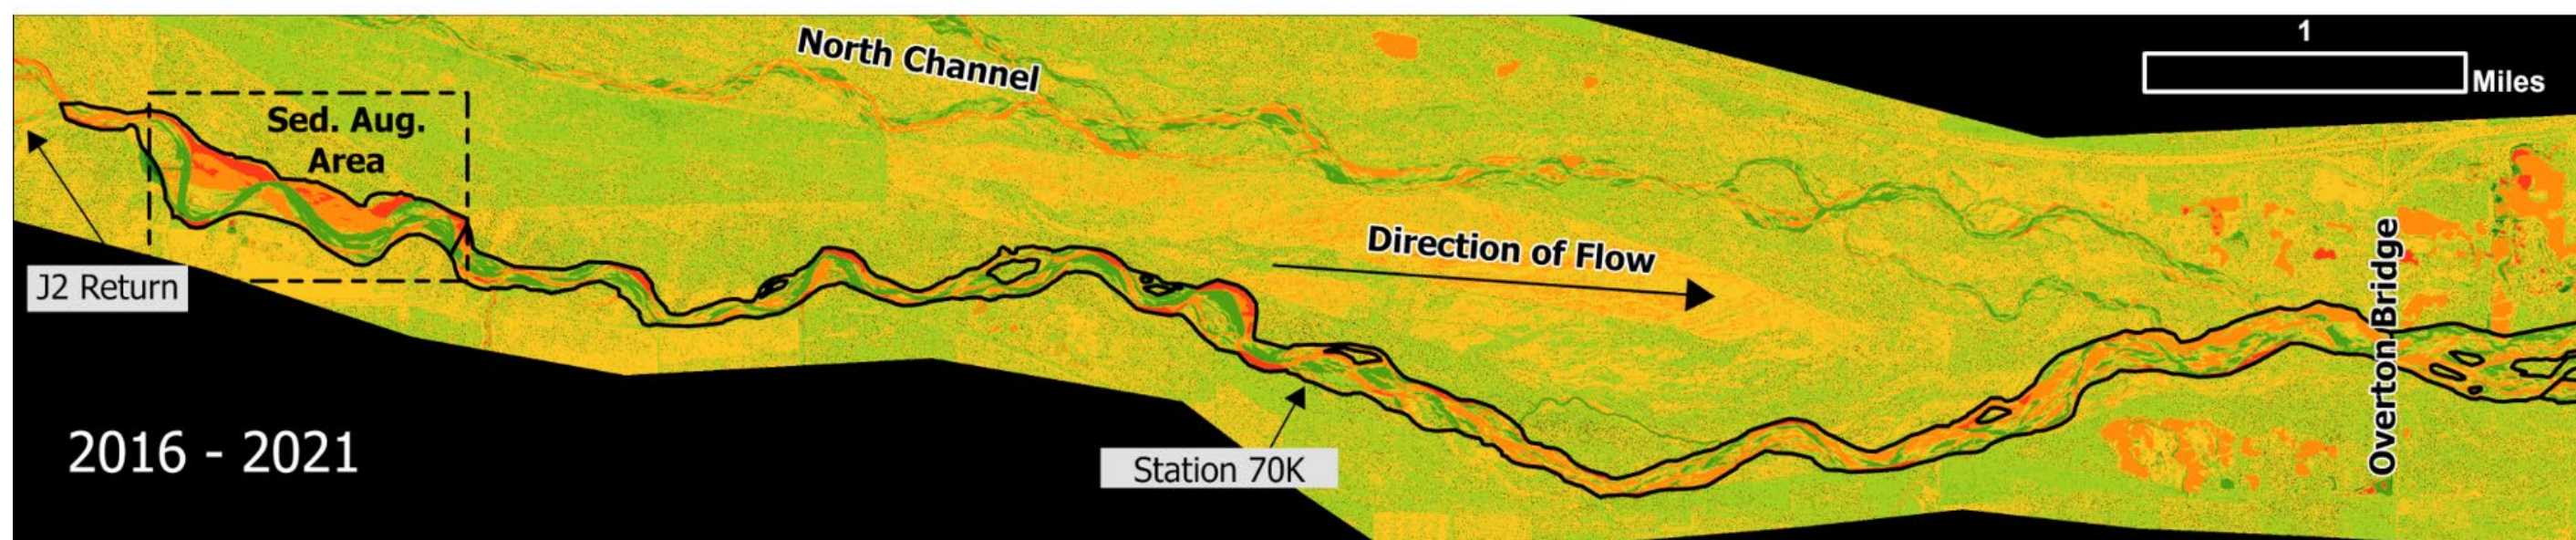 North Channel
1
Miles
Sed. Aug.
Area
Direction of Flow
J2 Return
Overton Bridge
Station 70K
2016 - 2021